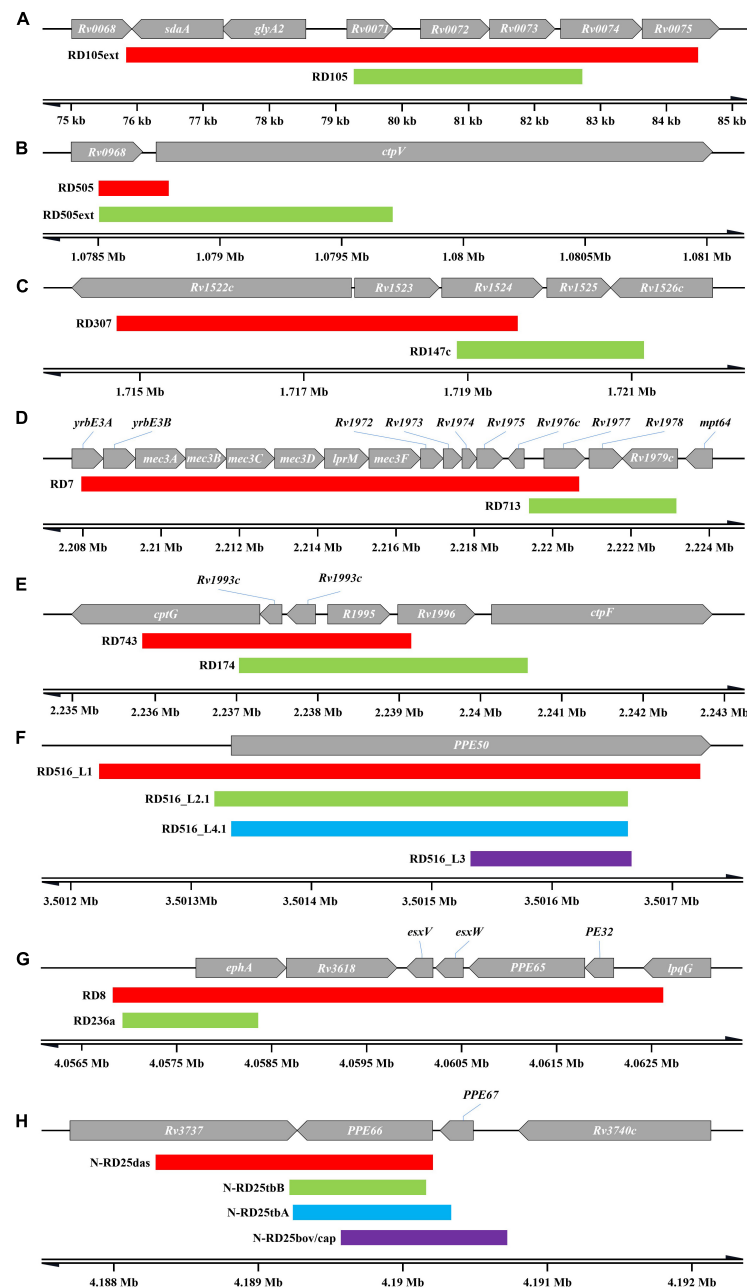 A
Rv0068 sdaA glyA2 Rv0071 Rv0072 Rv0073 Rv0074 Rv0075
RD105ext
RD105
75 kb 76 kb 77 kb 78 kb 79 kb 80 kb 81 kb 82 kb 83 kb 84 kb 85 kb
B
Rv0968 ctpV
RD505
RD505ext
1.0785 Mb 1.079 Mb 1.0795 Mb 1.08 Mb 1.0805 Mb 1.081 Mb
C
Rv1522c Rv1523 Rv1524 Rv1525 Rv1526c
RD307
RD147c
1.715 Mb 1.717 Mb 1.719 Mb 1.721 Mb
D
yrbE3A yrbE3B Rv1972 Rv1973 Rv1974 Rv1975 Rv1976c Rv1977 Rv1978 mpt64
mec3A mec3B mec3C mec3D lprM mec3F Rv1979c
RD7
RD713
2.208 Mb 2.21 Mb 2.212 Mb 2.214 Mb 2.216 Mb 2.218 Mb 2.22 Mb 2.222 Mb 2.224 Mb
E
Rv1993c Rv1993c
cptG R1995 Rv1996 ctpF
RD743
RD174
2.235 Mb 2.236 Mb 2.237 Mb 2.238 Mb 2.239 Mb 2.24 Mb 2.241 Mb 2.242 Mb 2.243 Mb
F
PPE50
RD516_L1
RD516_L2.1
RD516_L4.1
RD516_L3
3.5012 Mb 3.5013 Mb 3.5014 Mb 3.5015 Mb 3.5016 Mb 3.5017 Mb
G
esxV esxW PE32
ephA Rv3618 PPE65 lpqG
RD8
RD236a
4.0565 Mb 4.0575 Mb 4.0585 Mb 4.0595 Mb 4.0605 Mb 4.0615 Mb 4.0625 Mb
H
PPE67
Rv3737 PPE66 Rv3740c
N-RD25das
N-RD25tbB
N-RD25tbA
N-RD25bov/cap
4.188 Mb 4.189 Mb 4.19 Mb 4.191 Mb 4.192 Mb